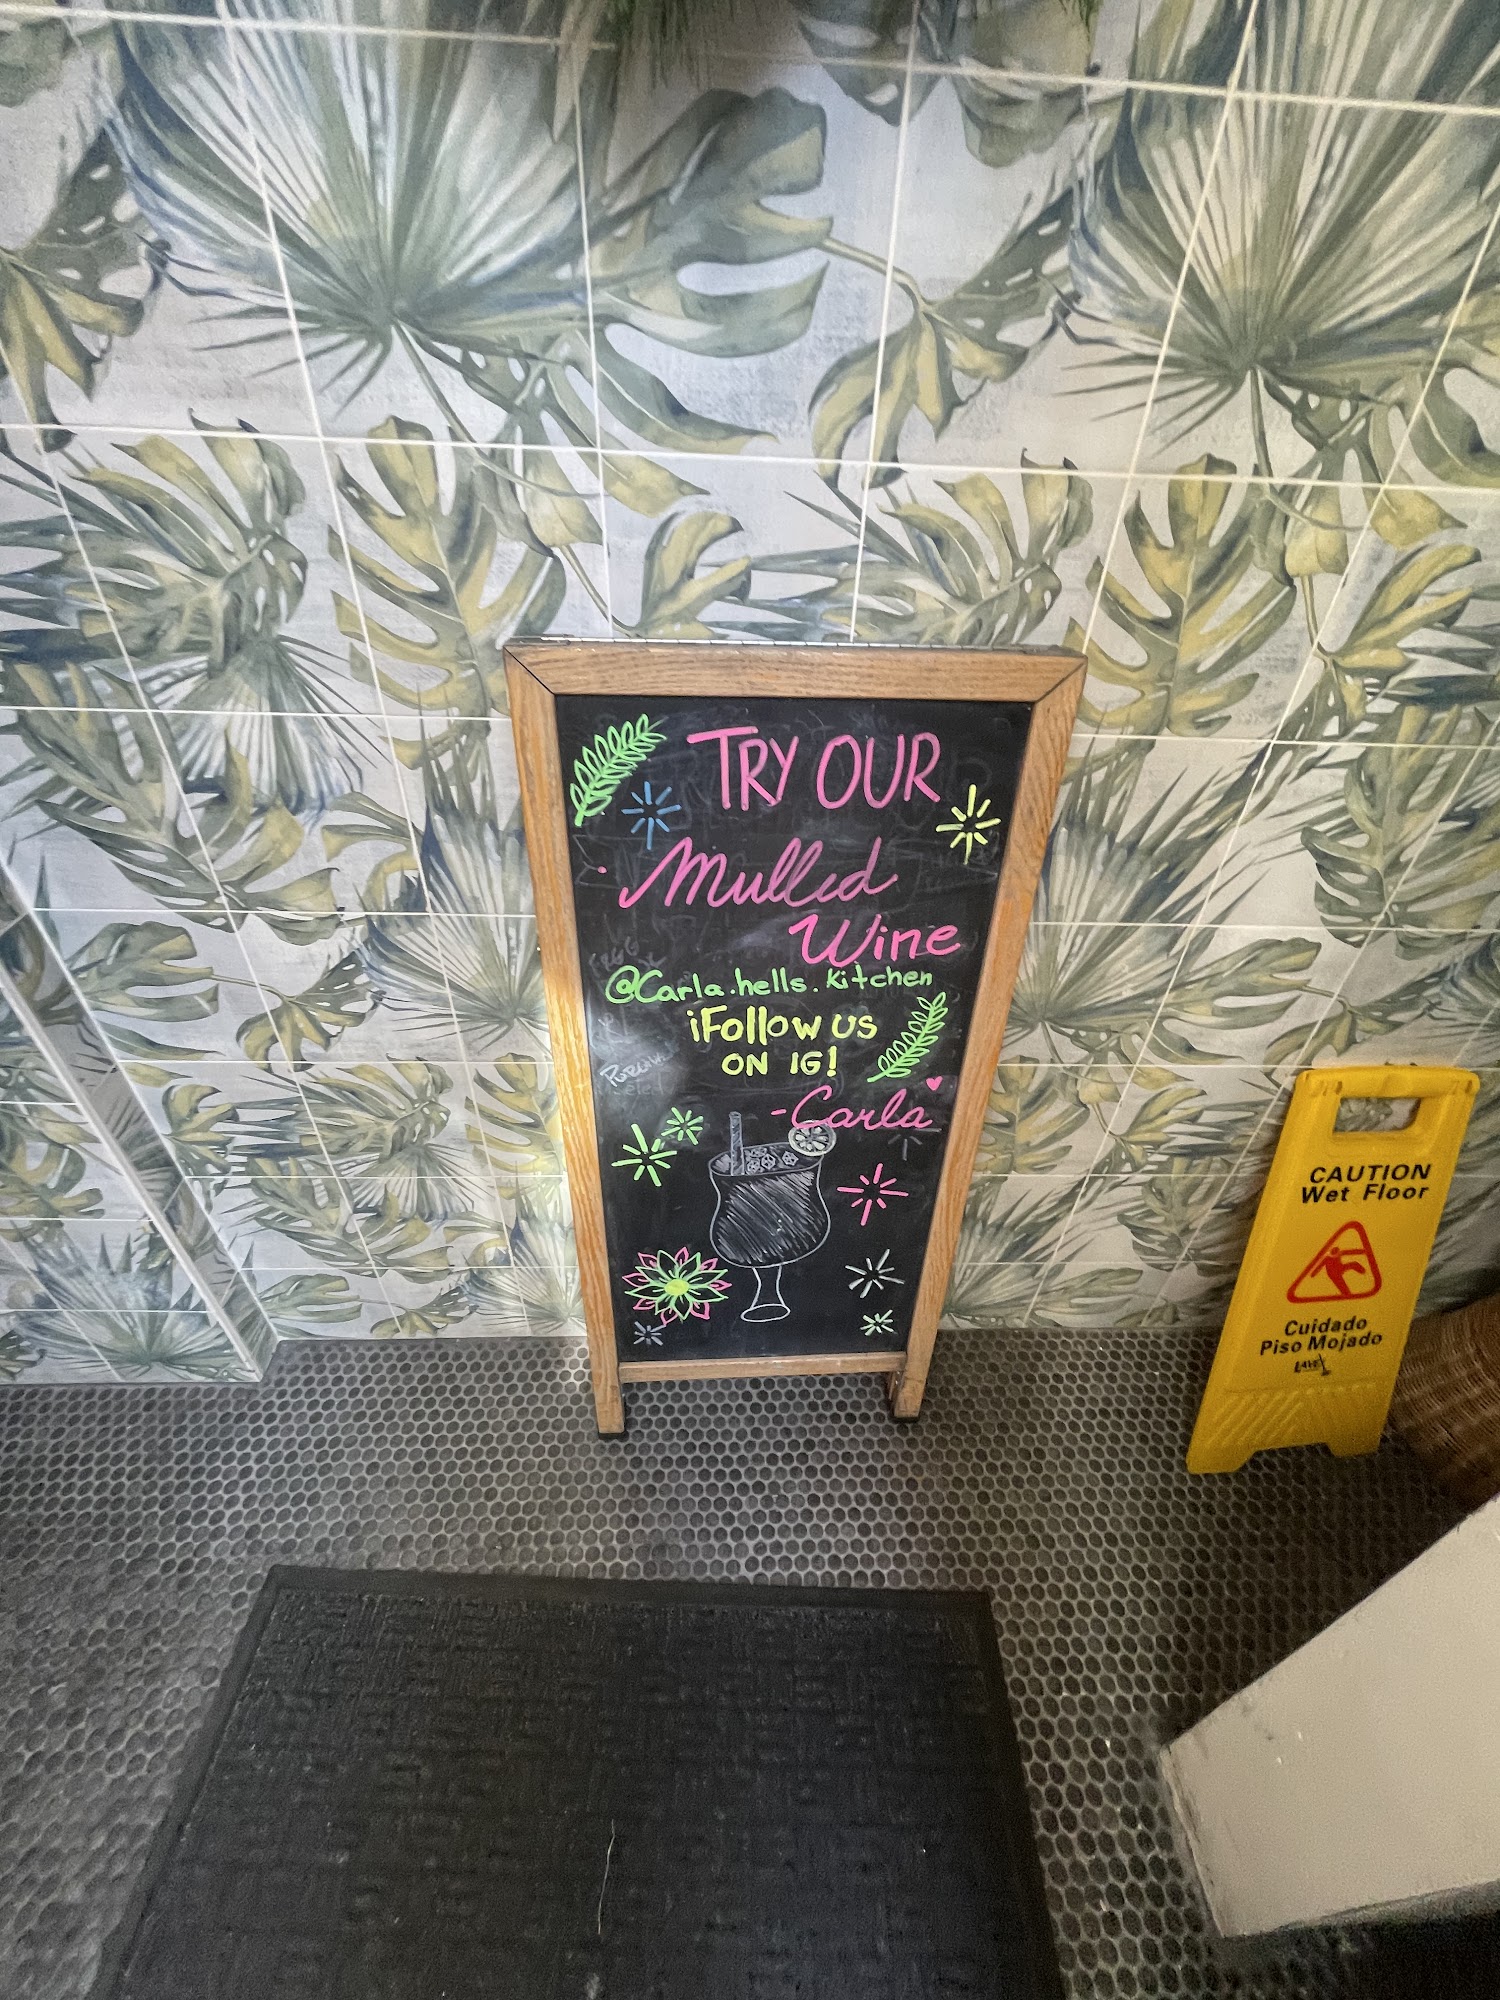 TRY OUR
Mulled
Wine
@Carla.hells.kitchen
¡Follow us
ON IG!
-Carla
CAUTION
Wet Floor
Cuidado
Piso Mojado